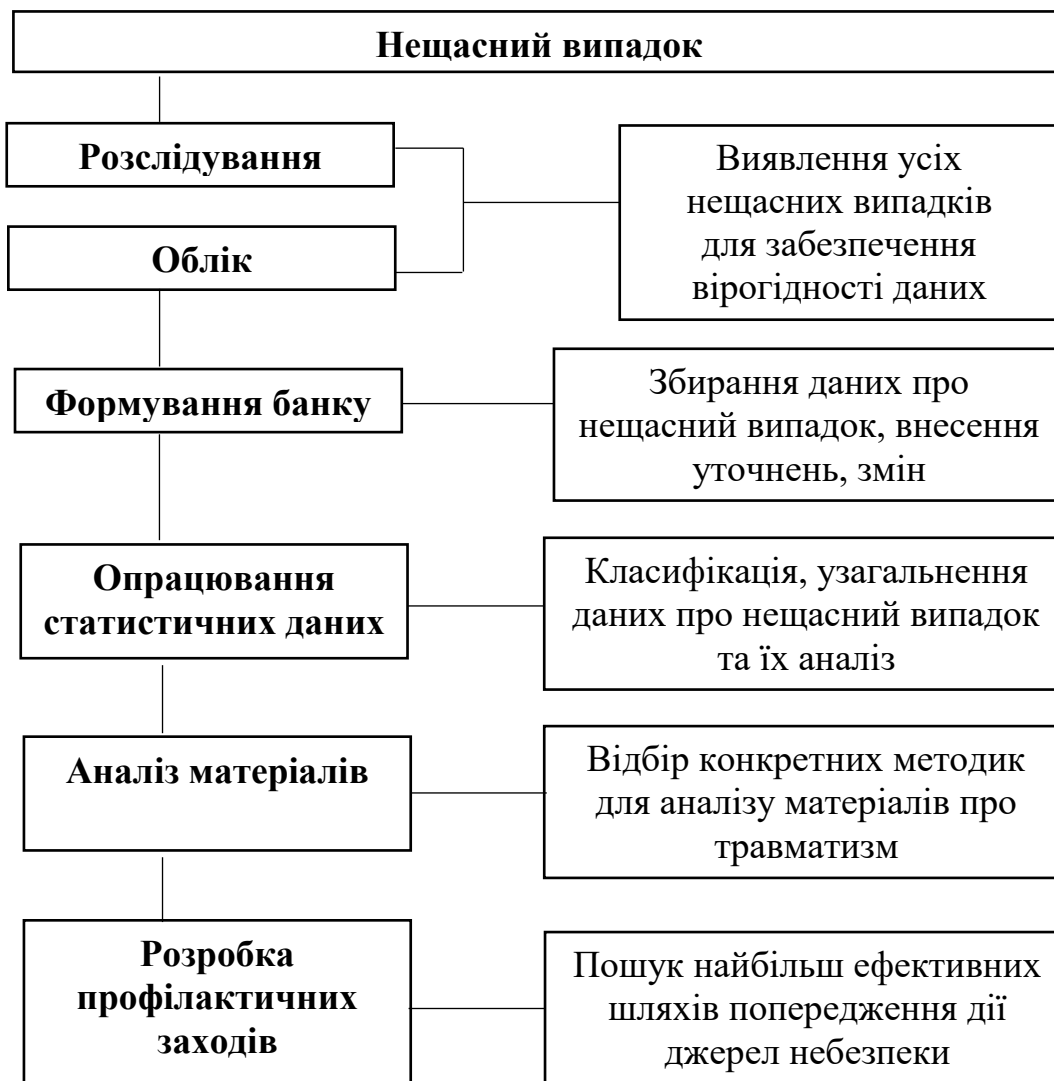 Нещасний випадок
Розслідування
Виявлення усіх
нещасних випадків
для забезпечення
вірогідності даних
Облік
Формування банку
Збирання даних про
нещасний випадок, внесення
уточнень, змін
Опрацювання
статистичних даних
Класифікація, узагальнення
даних про нещасний випадок
та їх аналіз
Аналіз матеріалів
Відбір конкретних методик
для аналізу матеріалів про
травматизм
Розробка
профілактичних
заходів
Пошук найбільш ефективних
шляхів попередження дії
джерел небезпеки